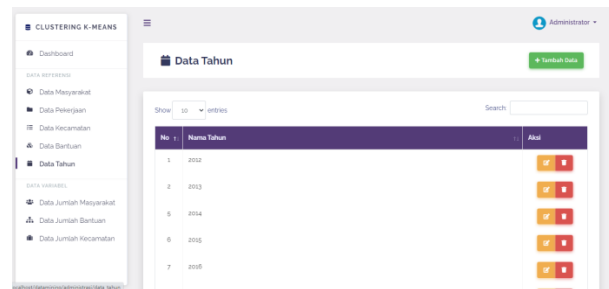 CLUSTERING K-MEANS
Administrator
Dashboard
DATA REFERENSI
Data Masyarakat
Data Pekerjaan
Data Kecamatan
Data Bantuan
Data Tahun
DATA VARIABEL
Data Jumlah Masyarakat
Data Jumlah Bantuan
Data Jumlah Kecamatan
Data Tahun
+ Tambah Data
Show 10 entries
Search:
No Nama Tahun Aksi
1 2012
2 2013
5 2014
6 2015
7 2016